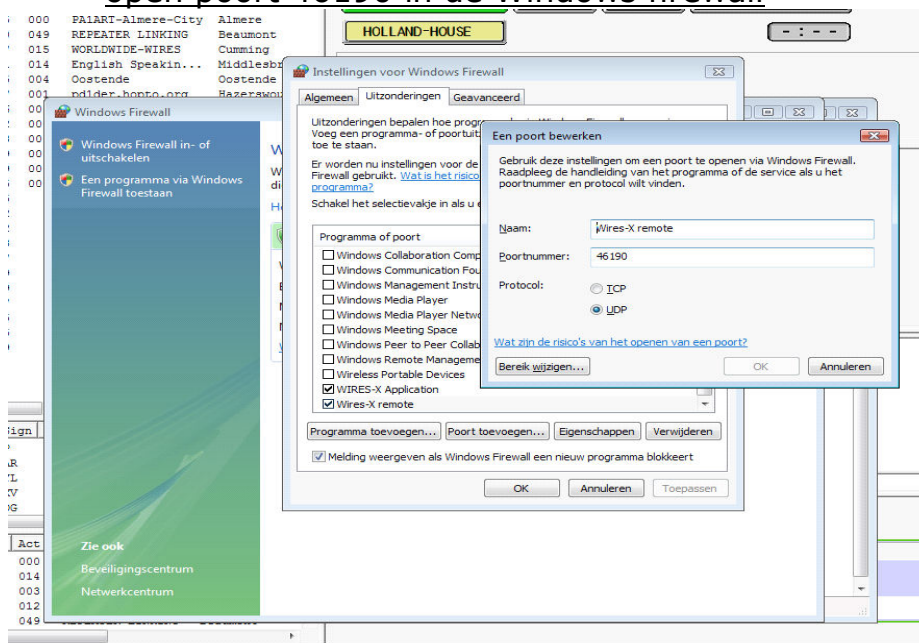 open poort 46190 in de windows firewall
000 PA1ART-Almere-City Almere
049 REPEATER LINKING Beaumont
015 WORLDWIDE-WIRES Cumming
014 English Speakin... Middlesbr
004 Oostende Oostende
001 pd1der.hopto.org Hazerswou
HOLLAND-HOUSE
- : - -
Windows Firewall
Windows Firewall in- of
uitschakelen
Een programma via Windows
Firewall toestaan
Zie ook
Beveiligingscentrum
Netwerkcentrum
Instellingen voor Windows Firewall
Algemeen Uitzonderingen Geavanceerd
Uitzonderingen bepalen hoe
Voeg een programma- of
toe te staan.
Er worden nu instellingen voor de
Firewall gebruikt. Wat is het risico
programma?
Schakel het selectievakje in als u
Programma of poort
Windows Collaboration Comp
Windows Communication Fou
Windows Management Instru
Windows Media Player
Windows Media Player Netwo
Windows Meeting Space
Windows Peer to Peer Collab
Windows Remote Manageme
Wireless Portable Devices
WIRES-X Application
Wires-X remote
Programma toevoegen... Poort toevoegen... Eigenschappen Verwijderen
Melding weergeven als Windows Firewall een nieuw programma blokkeert
OK Annuleren Toepassen
Een poort bewerken
Gebruik deze instellingen om een poort te openen via Windows Firewall.
Raadpleeg de handleiding van het programma of de service als u het
poortnummer en protocol wilt vinden.
Naam: Wires-X remote
Poortnummer: 46190
Protocol: TCP
UDP
Wat zijn de risico's van het openen van een poort?
Bereik wijzigen... OK Annuleren
Act
000
014
003
012
049